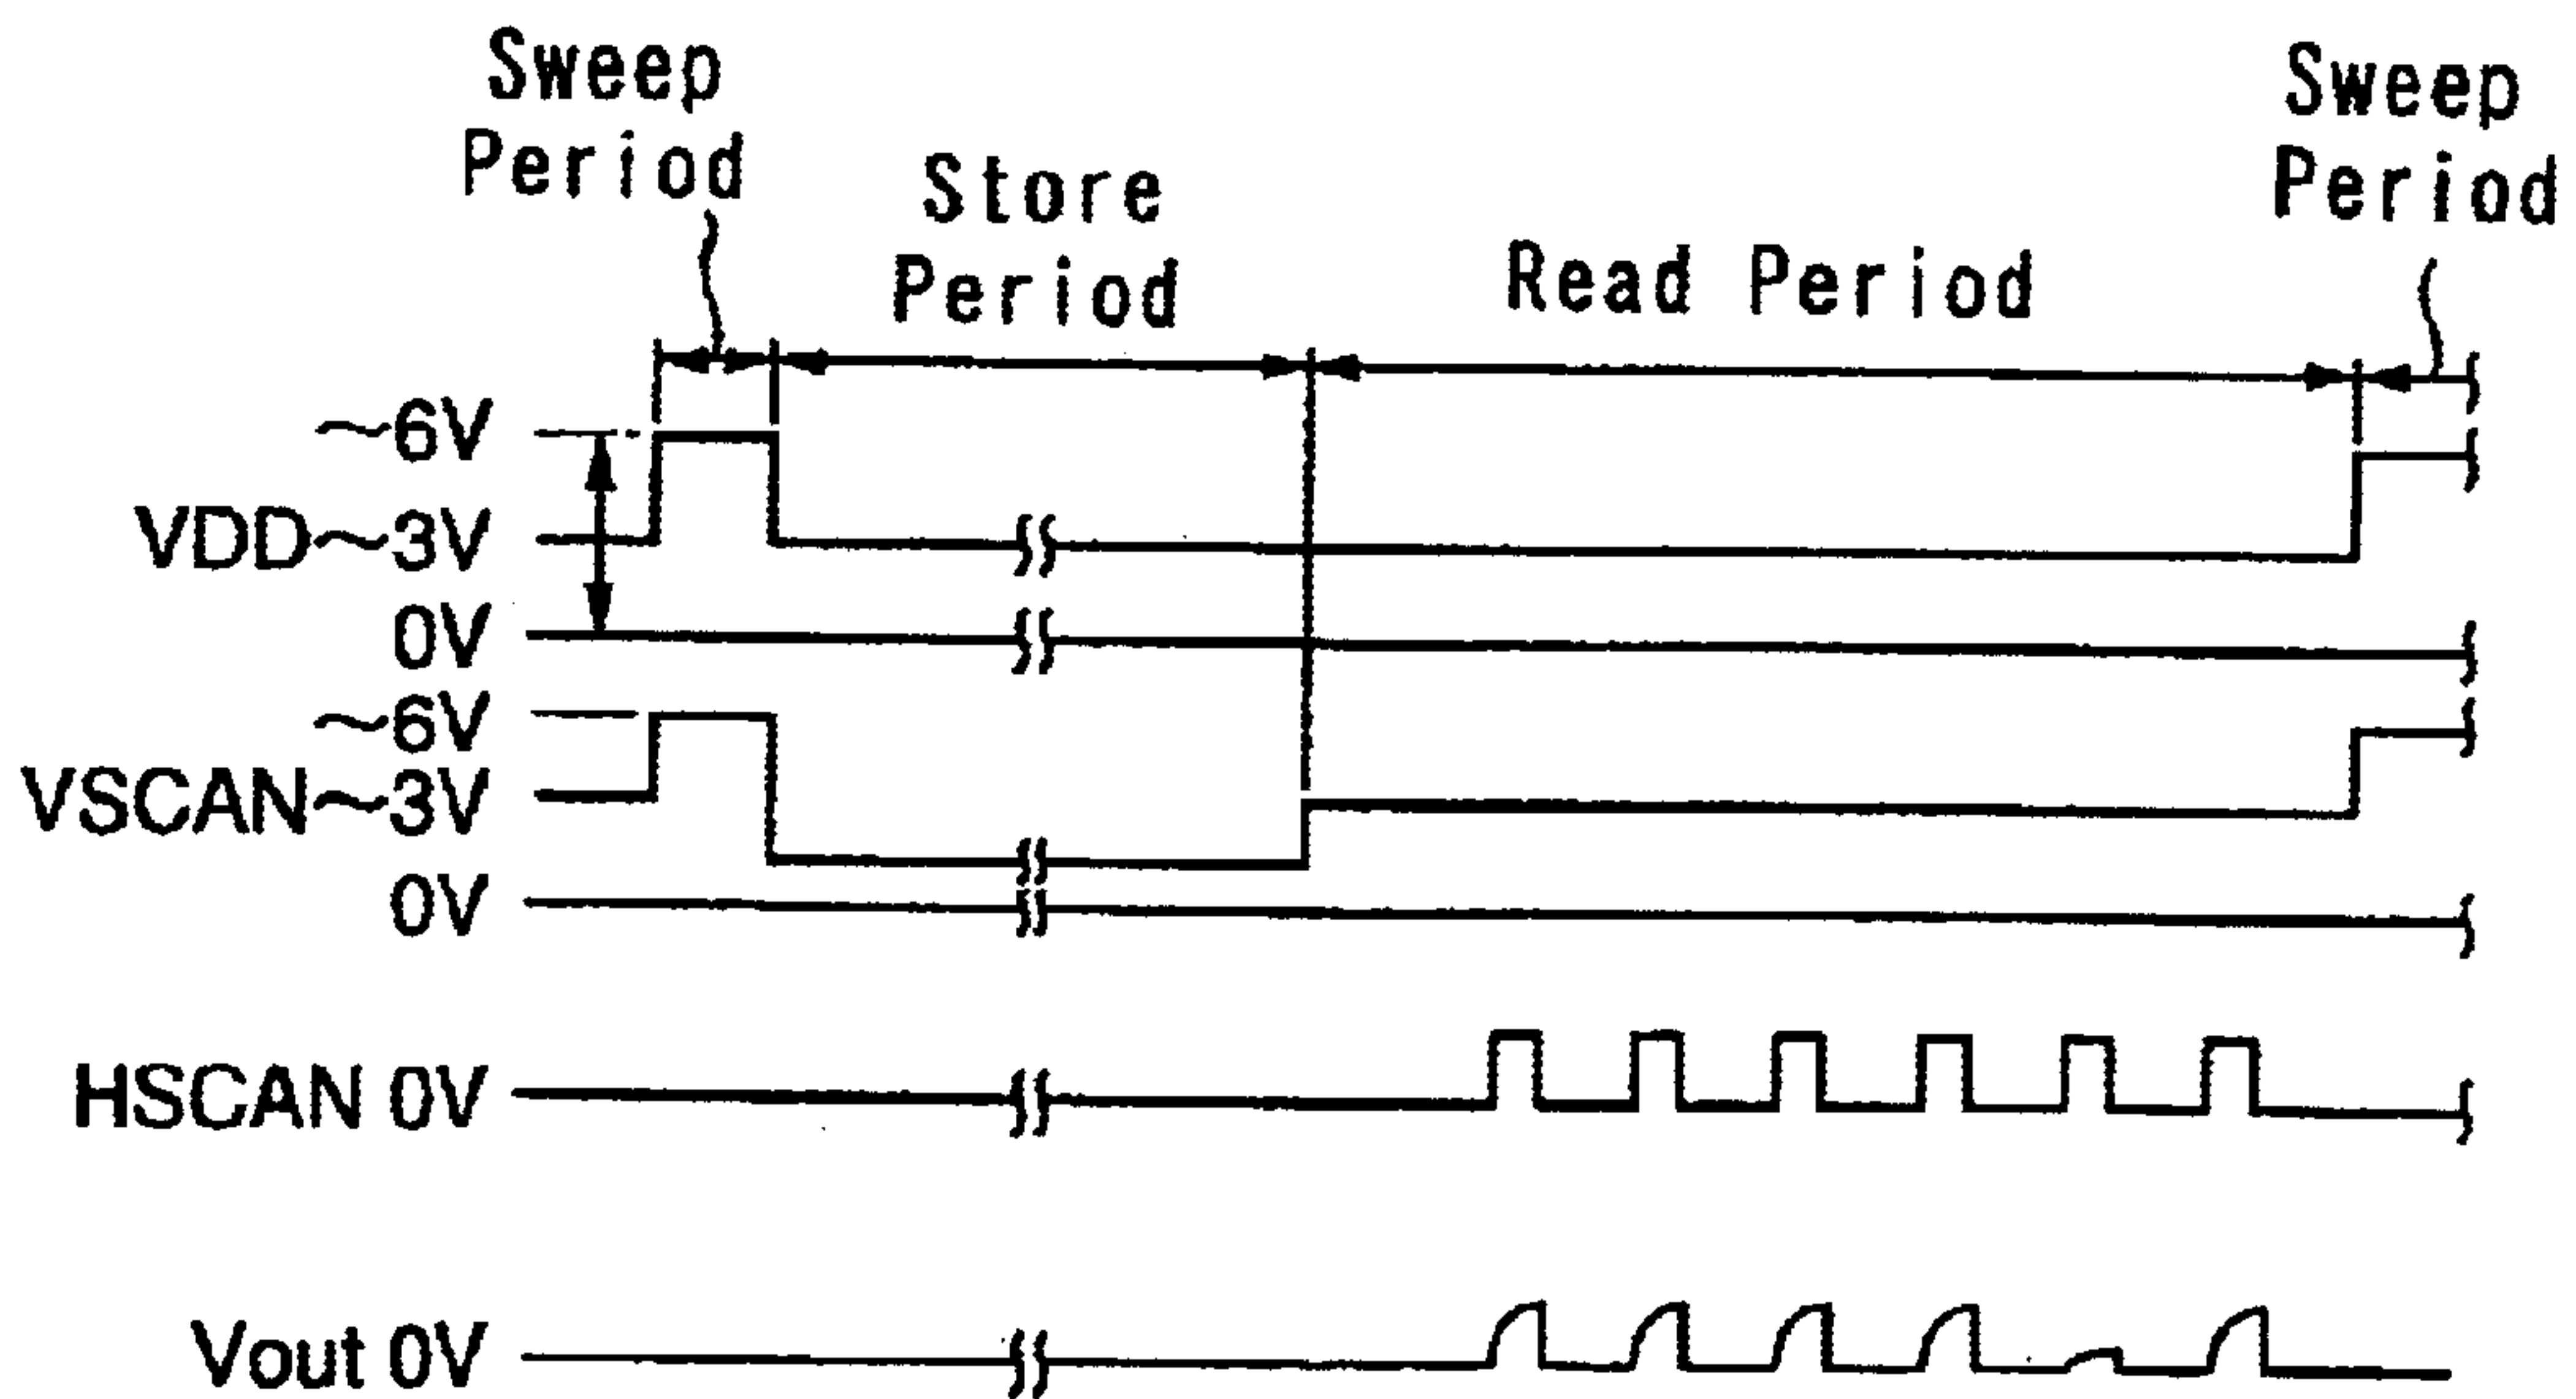 Sweep
Period
Store
Period
Read Period
Sweep
Period
~6V
VDD~3V
0V
~6V
VSCAN~3V
0V
HSCAN 0V
Vout 0V